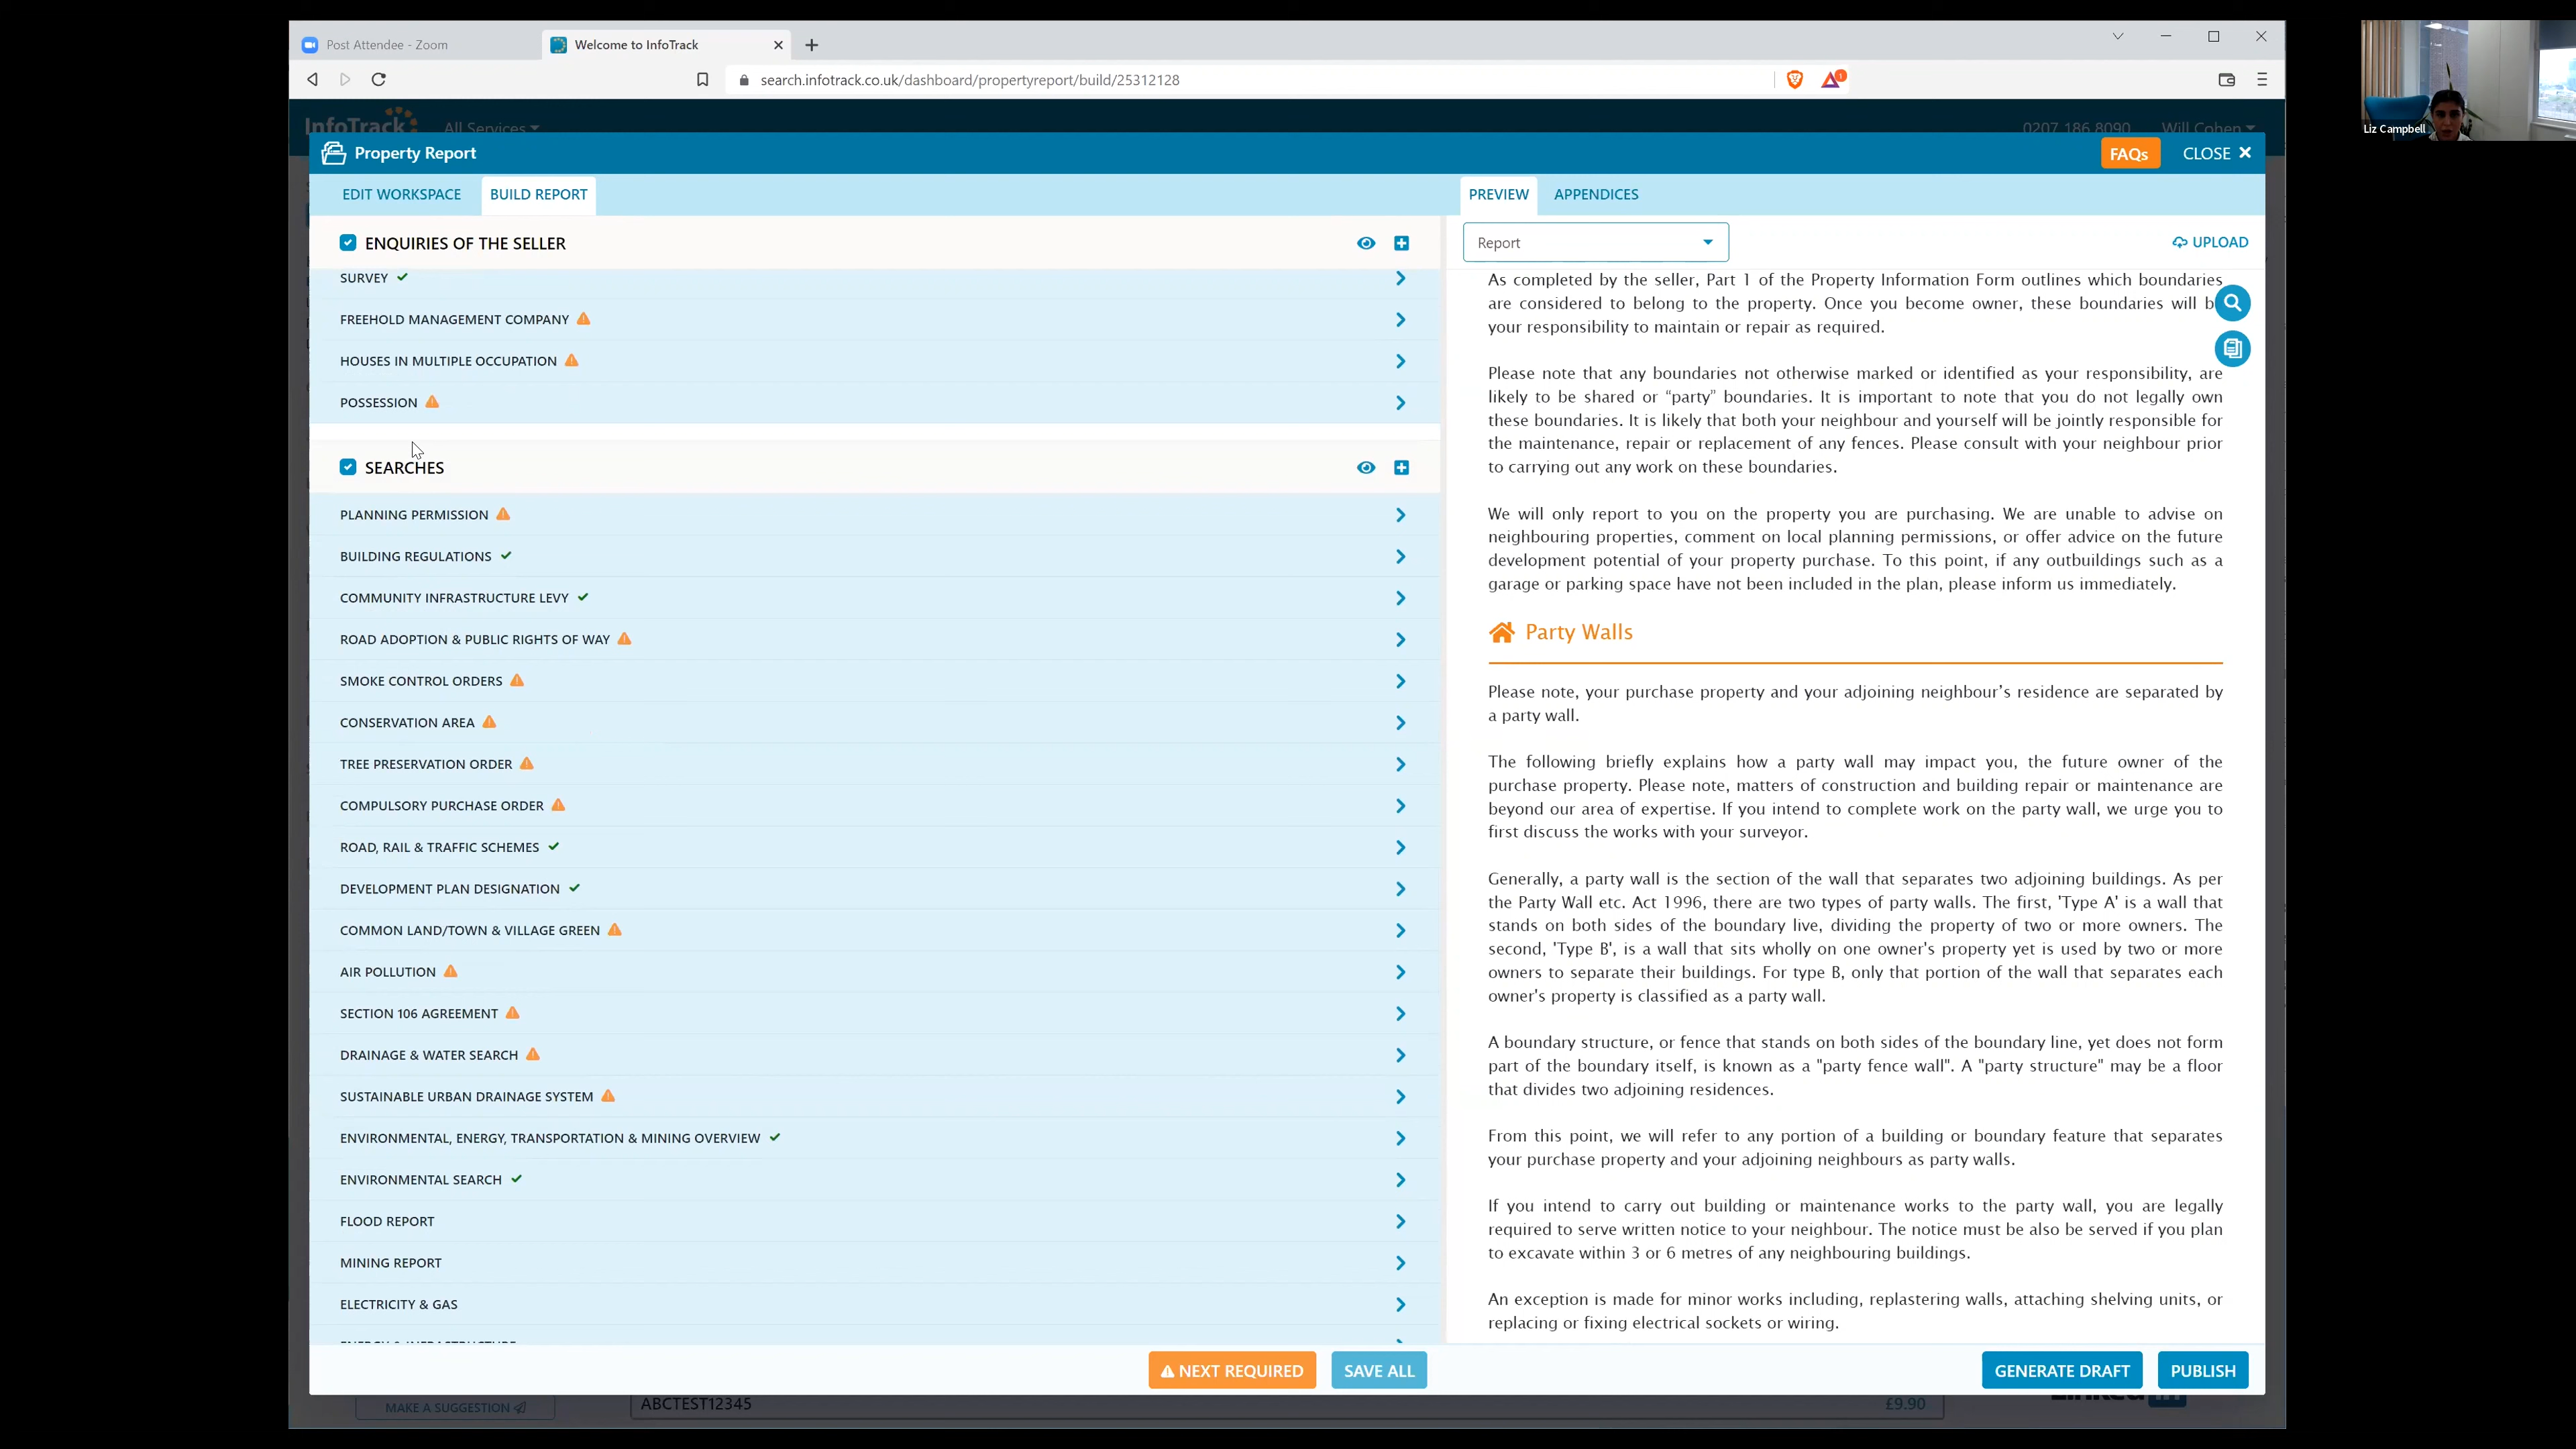 Post Attendee - Zoom
Welcome to InfoTrack
search.infotrack.co.uk/dashboard/propertyreport/build/25312128
1
Liz Campbell
InfoTrack
All Services
0207 186 8090
Will Cohen
Property Report
FAQs
CLOSE
EDIT WORKSPACE
BUILD REPORT
PREVIEW
APPENDICES
ENQUIRIES OF THE SELLER
SURVEY
FREEHOLD MANAGEMENT COMPANY
HOUSES IN MULTIPLE OCCUPATION
POSSESSION
SEARCHES
PLANNING PERMISSION
BUILDING REGULATIONS
COMMUNITY INFRASTRUCTURE LEVY
ROAD ADOPTION & PUBLIC RIGHTS OF WAY
SMOKE CONTROL ORDERS
CONSERVATION AREA
TREE PRESERVATION ORDER
COMPULSORY PURCHASE ORDER
ROAD, RAIL & TRAFFIC SCHEMES
DEVELOPMENT PLAN DESIGNATION
COMMON LAND/TOWN & VILLAGE GREEN
AIR POLLUTION
SECTION 106 AGREEMENT
DRAINAGE & WATER SEARCH
SUSTAINABLE URBAN DRAINAGE SYSTEM
ENVIRONMENTAL, ENERGY, TRANSPORTATION & MINING OVERVIEW
ENVIRONMENTAL SEARCH
FLOOD REPORT
MINING REPORT
ELECTRICITY & GAS
Report
UPLOAD
As completed by the seller, Part 1 of the Property Information Form outlines which boundaries
are considered to belong to the property. Once you become owner, these boundaries will b
your responsibility to maintain or repair as required.
Please note that any boundaries not otherwise marked or identified as your responsibility, are
likely to be shared or “party” boundaries. It is important to note that you do not legally own
these boundaries. It is likely that both your neighbour and yourself will be jointly responsible for
the maintenance, repair or replacement of any fences. Please consult with your neighbour prior
to carrying out any work on these boundaries.
We will only report to you on the property you are purchasing. We are unable to advise on
neighbouring properties, comment on local planning permissions, or offer advice on the future
development potential of your property purchase. To this point, if any outbuildings such as a
garage or parking space have not been included in the plan, please inform us immediately.
Party Walls
Please note, your purchase property and your adjoining neighbour’s residence are separated by
a party wall.
The following briefly explains how a party wall may impact you, the future owner of the
purchase property. Please note, matters of construction and building repair or maintenance are
beyond our area of expertise. If you intend to complete work on the party wall, we urge you to
first discuss the works with your surveyor.
Generally, a party wall is the section of the wall that separates two adjoining buildings. As per
the Party Wall etc. Act 1996, there are two types of party walls. The first, 'Type A' is a wall that
stands on both sides of the boundary live, dividing the property of two or more owners. The
second, 'Type B', is a wall that sits wholly on one owner's property yet is used by two or more
owners to separate their buildings. For type B, only that portion of the wall that separates each
owner's property is classified as a party wall.
A boundary structure, or fence that stands on both sides of the boundary line, yet does not form
part of the boundary itself, is known as a "party fence wall". A "party structure" may be a floor
that divides two adjoining residences.
From this point, we will refer to any portion of a building or boundary feature that separates
your purchase property and your adjoining neighbours as party walls.
If you intend to carry out building or maintenance works to the party wall, you are legally
required to serve written notice to your neighbour. The notice must be also be served if you plan
to excavate within 3 or 6 metres of any neighbouring buildings.
An exception is made for minor works including, replastering walls, attaching shelving units, or
replacing or fixing electrical sockets or wiring.
NEXT REQUIRED
SAVE ALL
GENERATE DRAFT
PUBLISH
MAKE A SUGGESTION
ABCTEST12345
£9.90